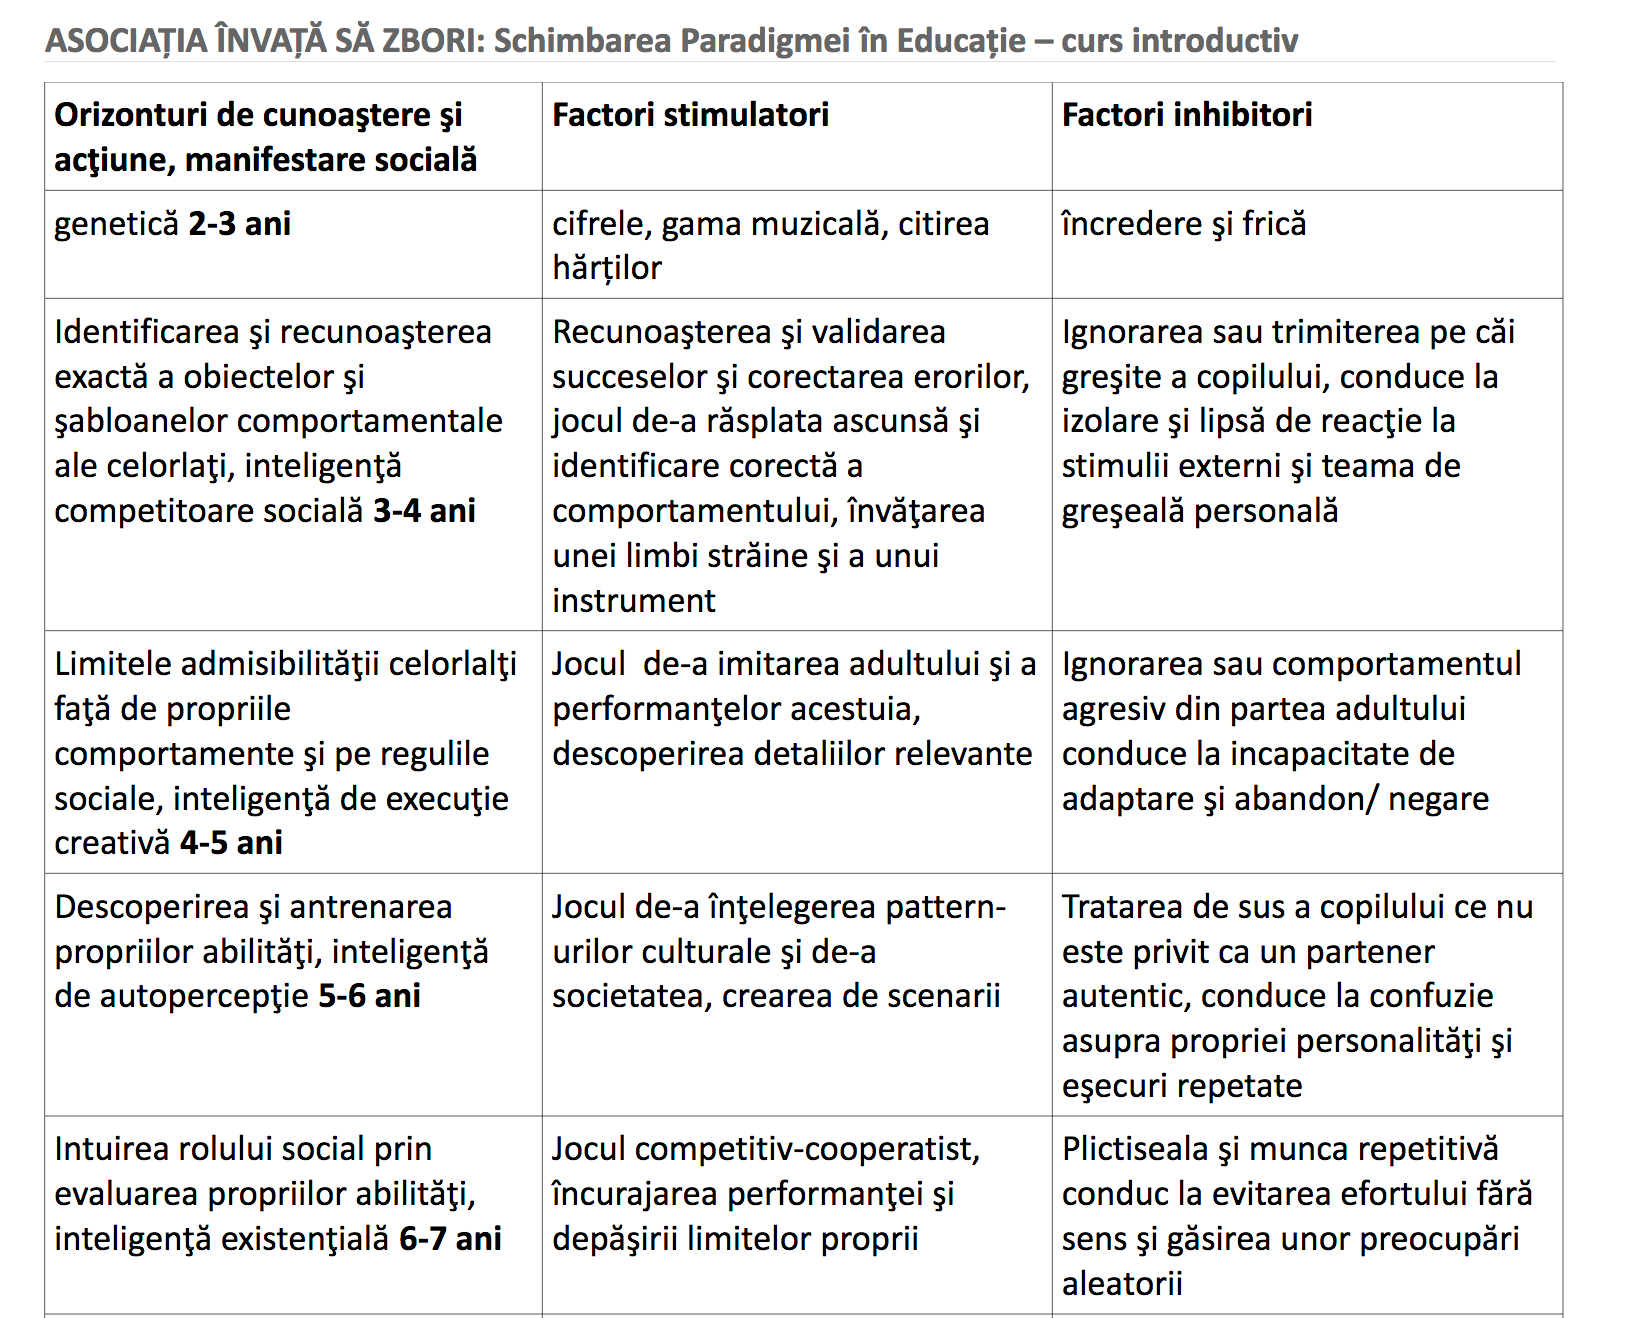 ASOCIAȚIA ÎNVAȚĂ SĂ ZBORI: Schimbarea Paradigmei în Educație – curs introductiv
Orizonturi de cunoaştere şi
acţiune, manifestare socială
Factori stimulatori
Factori inhibitori
genetică 2-3 ani
cifrele, gama muzicală, citirea
hărților
încredere şi frică
Identificarea şi recunoaşterea
exactă a obiectelor şi
şabloanelor comportamentale
ale celorlaţi, inteligenţă
competitoare socială 3-4 ani
Recunoaşterea şi validarea
succeselor şi corectarea erorilor,
jocul de-a răsplata ascunsă şi
identificare corectă a
comportamentului, învăţarea
unei limbi străine şi a unui
instrument
Ignorarea sau trimiterea pe căi
greşite a copilului, conduce la
izolare şi lipsă de reacţie la
stimulii externi şi teama de
greşeală personală
Limitele admisibilităţii celorlalţi
faţă de propriile
comportamente şi pe regulile
sociale, inteligenţă de execuţie
creativă 4-5 ani
Jocul  de-a imitarea adultului şi a
performanţelor acestuia,
descoperirea detaliilor relevante
Ignorarea sau comportamentul
agresiv din partea adultului
conduce la incapacitate de
adaptare şi abandon/ negare
Descoperirea şi antrenarea
propriilor abilităţi, inteligenţă
de autopercepţie 5-6 ani
Jocul de-a înţelegerea pattern-
urilor culturale şi de-a
societatea, crearea de scenarii
Tratarea de sus a copilului ce nu
este privit ca un partener
autentic, conduce la confuzie
asupra propriei personalităţi şi
eşecuri repetate
Intuirea rolului social prin
evaluarea propriilor abilităţi,
inteligenţă existenţială 6-7 ani
Jocul competitiv-cooperatist,
încurajarea performanţei şi
depăşirii limitelor proprii
Plictiseala şi munca repetitivă
conduc la evitarea efortului fără
sens şi găsirea unor preocupări
aleatorii